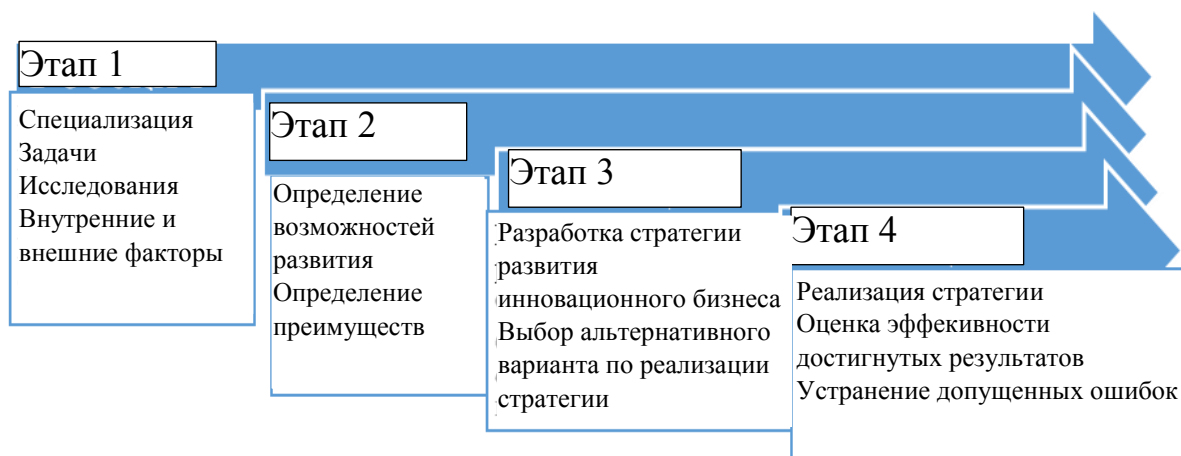 Этап 1
Специализация
Задачи
Исследования
Внутренние и
внешние факторы
Этап 2
Определение
возможностей
развития
Определение
преимуществ
Этап 3
Разработка стратегии
развития
инновационного бизнеса
Выбор альтернативного
варианта по реализации
стратегии
Этап 4
Реализация стратегии
Оценка эффекивности
достигнутых результатов
Устранение допущенных ошибок